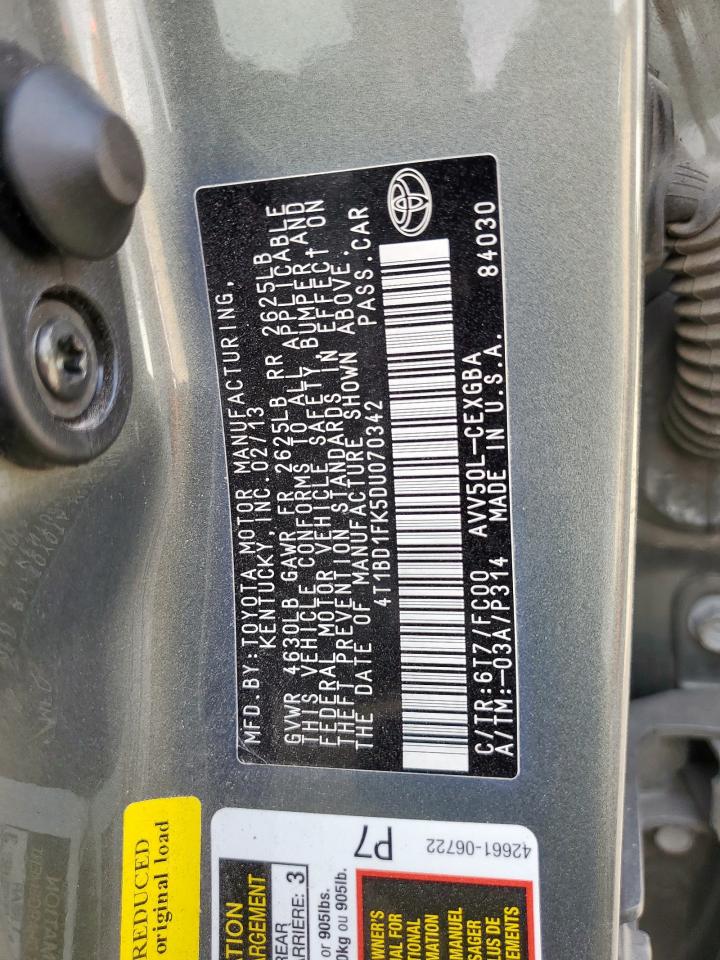 MFD.BY:TOYOTA MOTOR MANUFACTURING,
KENTUCKY, INC.02/13
GVWR 4630LB GAWR FR 2625LB RR 2625LB
THIS VEHICLE CONFORMS TO ALL APPLICABLE
FEDERAL MOTOR VEHICLE SAFETY, BUMPER, AND
THEFT PREVENTION STANDARDS IN EFFECT ON
THE DATE OF MANUFACTURE SHOWN ABOVE.
4T1BD1FK5DU070342 PASS.CAR
C/TR:6T7/FC00 AVV50L-CEXGBA 84030
A/TM:-03A/P314 MADE IN U.S.A.
REDUCED
original load
P7
42661-06722
REAR
3
or 905lbs.
0kg ou 905lb.
MANUEL
PLUS DE